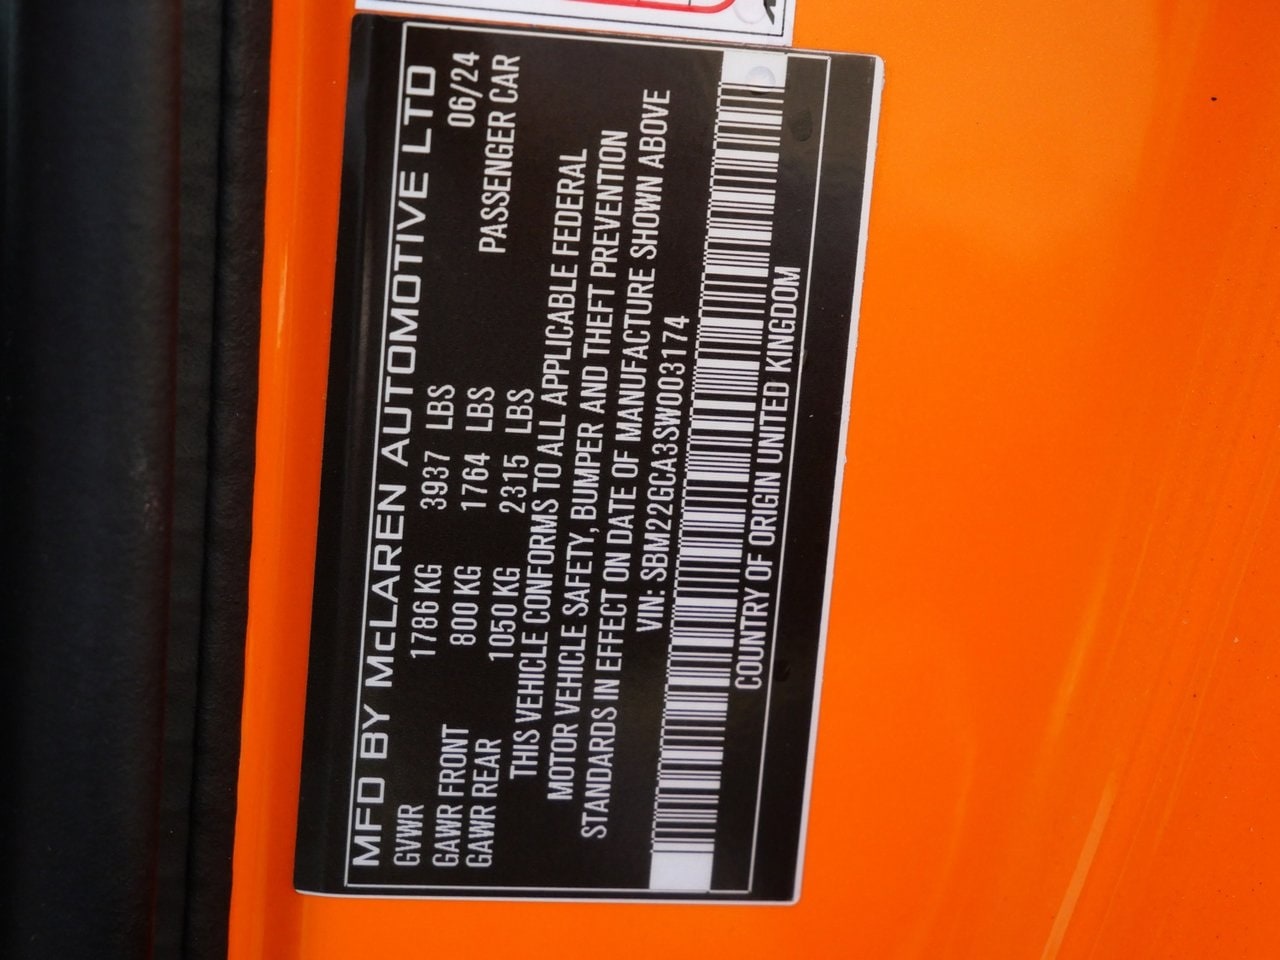 MFD BY McLAREN AUTOMOTIVE LTD
06/24
GVWR 1786 KG 3937 LBS
PASSENGER CAR
GAWR FRONT 800 KG 1764 LBS
GAWR REAR 1050 KG 2315 LBS
THIS VEHICLE CONFORMS TO ALL APPLICABLE FEDERAL
MOTOR VEHICLE SAFETY, BUMPER AND THEFT PREVENTION
STANDARDS IN EFFECT ON DATE OF MANUFACTURE SHOWN ABOVE
VIN: SBM22GCA3SW003174
COUNTRY OF ORIGIN UNITED KINGDOM